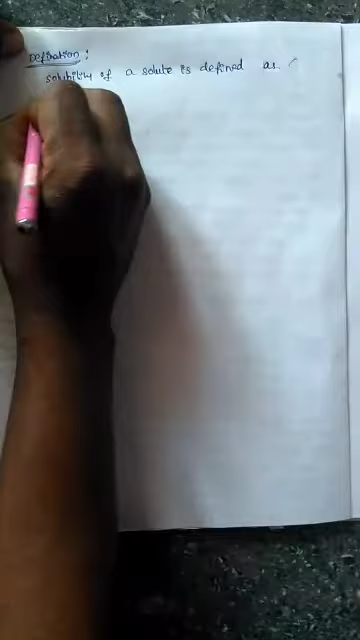 Definition :
solubility of a solute is defined as. (